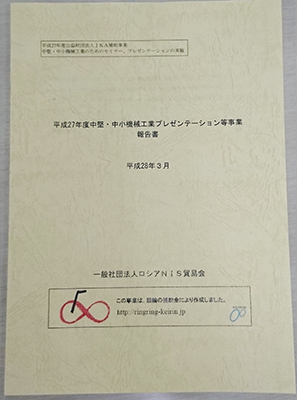 平成27年度公益財団法人JKA補助事業
中堅・中小機械工業のためのセミナー、プレゼンテーションの実施
平成27年度中堅・中小機械工業プレゼンテーション等事業
報告書
平成28年3月
一般社団法人ロシアNIS貿易会
この事業は、競輪の補助金により作成しました。
http://ringring-keirin.jp